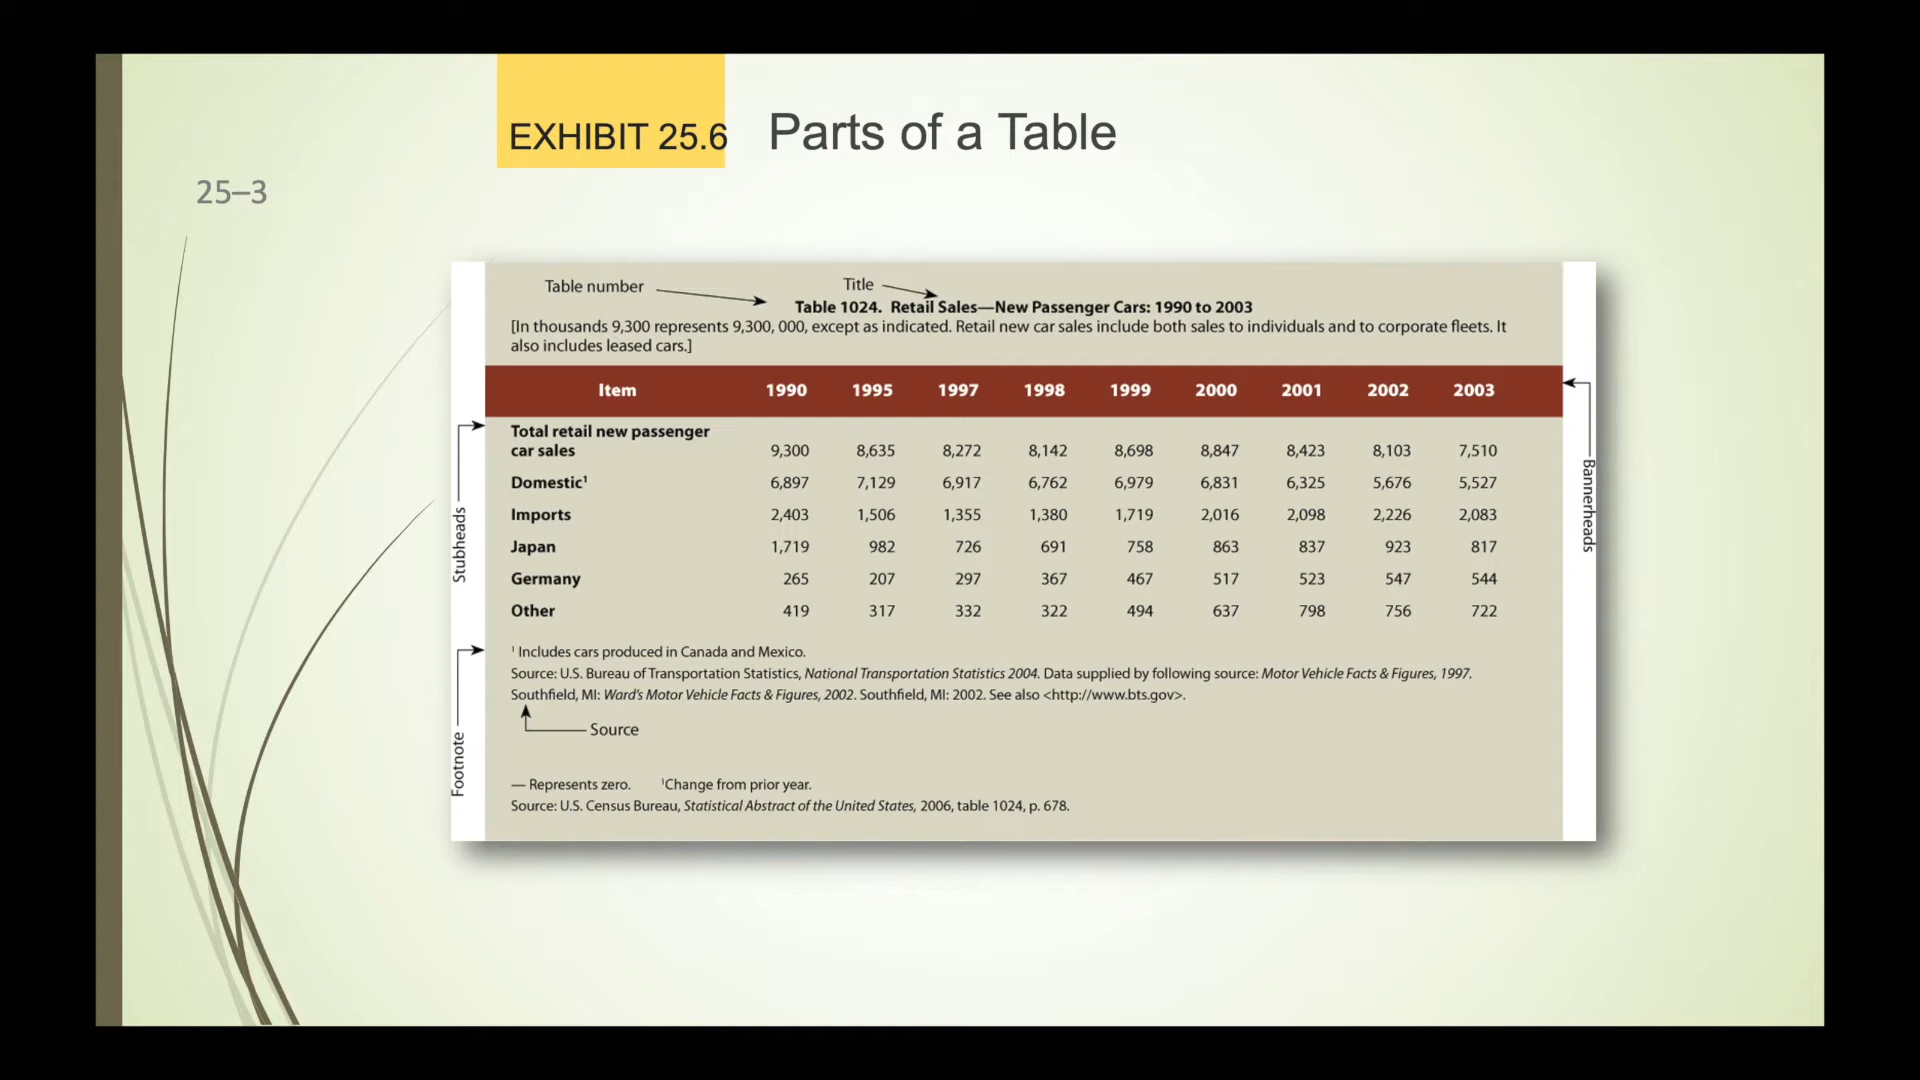 EXHIBIT 25.6 Parts of a Table
25–3
Table number
Title
Table 1024. Retail Sales—New Passenger Cars: 1990 to 2003
[In thousands 9,300 represents 9,300, 000, except as indicated. Retail new car sales include both sales to individuals and to corporate fleets. It
also includes leased cars.]
Item 1990 1995 1997 1998 1999 2000 2001 2002 2003
Total retail new passenger
car sales 9,300 8,635 8,272 8,142 8,698 8,847 8,423 8,103 7,510
Domestic¹ 6,897 7,129 6,917 6,762 6,979 6,831 6,325 5,676 5,527
Imports 2,403 1,506 1,355 1,380 1,719 2,016 2,098 2,226 2,083
Japan 1,719 982 726 691 758 863 837 923 817
Germany 265 207 297 367 467 517 523 547 544
Other 419 317 332 322 494 637 798 756 722
Stubheads
Bannerheads
¹ Includes cars produced in Canada and Mexico.
Source: U.S. Bureau of Transportation Statistics, National Transportation Statistics 2004. Data supplied by following source: Motor Vehicle Facts & Figures, 1997.
Southfield, MI: Ward's Motor Vehicle Facts & Figures, 2002. Southfield, MI: 2002. See also <http://www.bts.gov>.
Source
Footnote
— Represents zero. ¹Change from prior year.
Source: U.S. Census Bureau, Statistical Abstract of the United States, 2006, table 1024, p. 678.